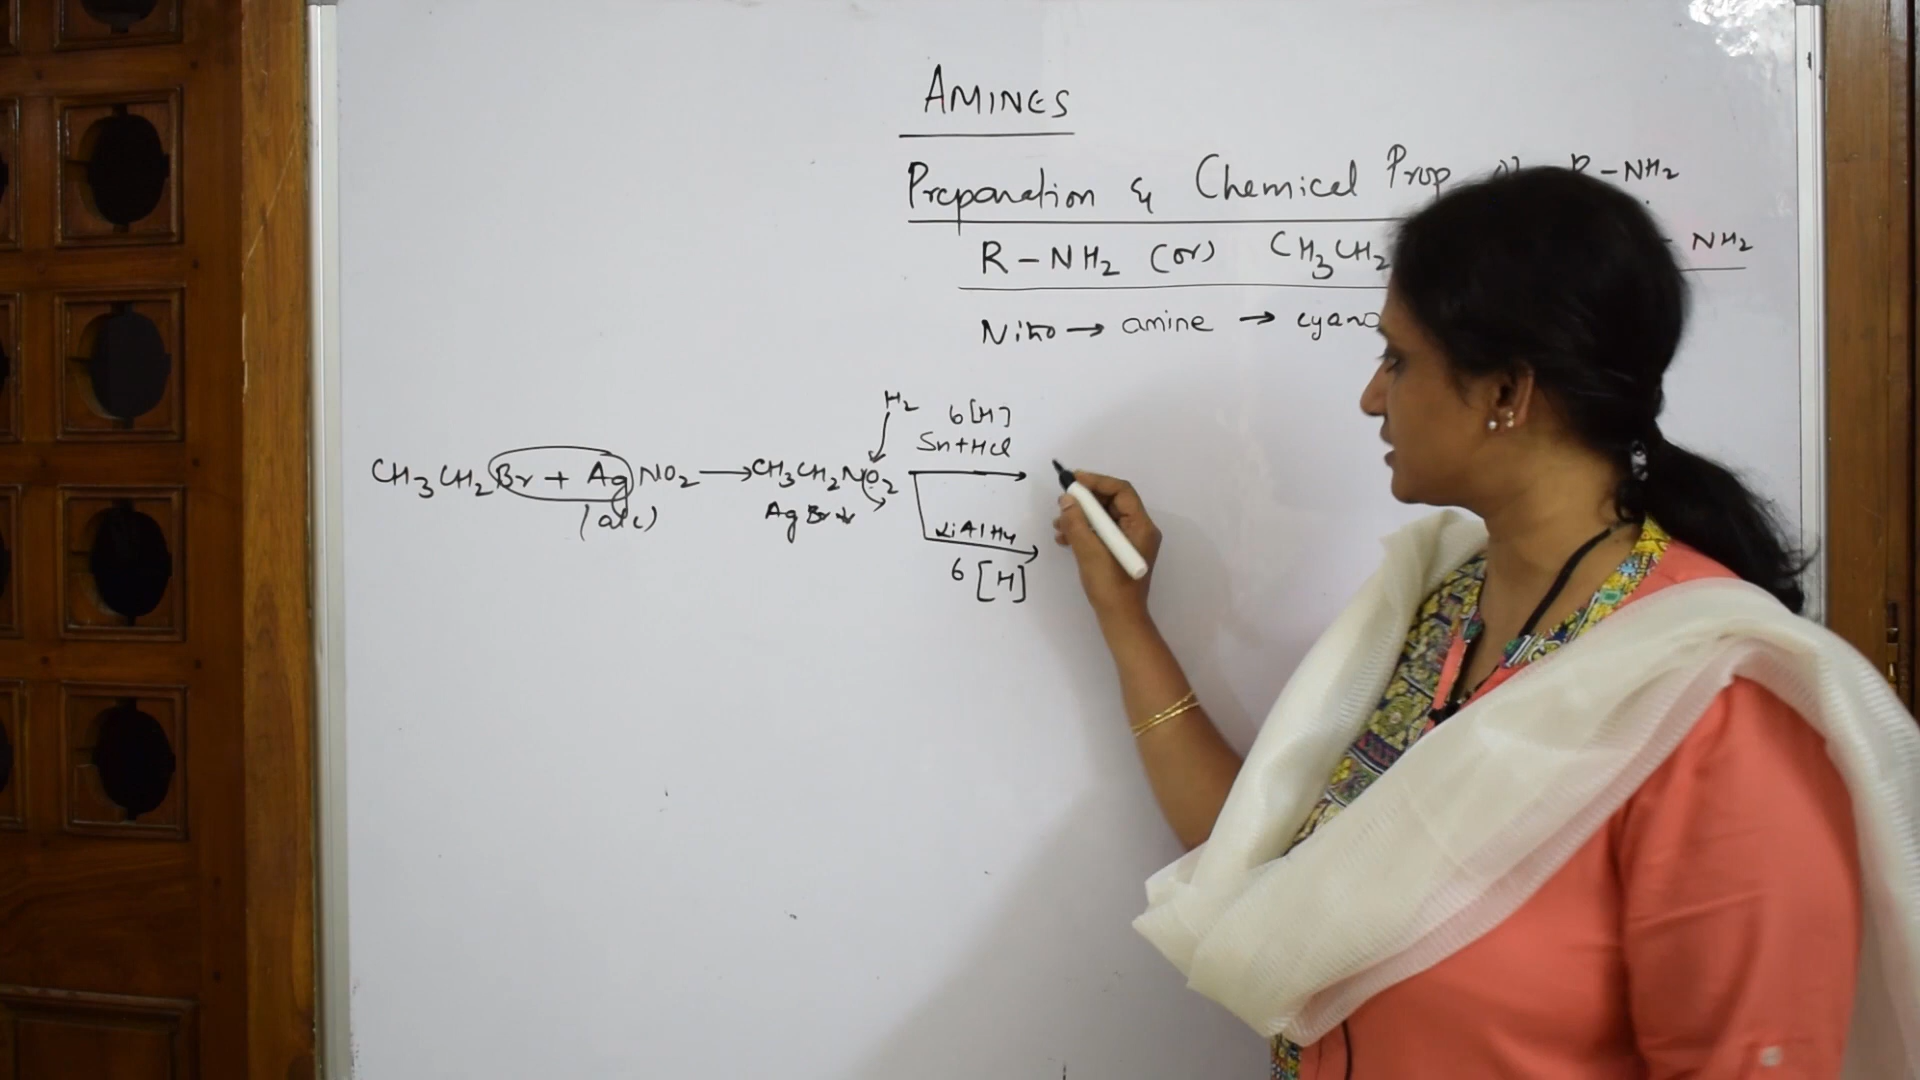 AMINES
Preparation & Chemical Prop R-NH2
R-NH2 (or) CH3CH2 NH2
Nitro → amine →
H2 6[H]
Sn+HCl
CH3CH2Br + AgNO2 → CH3CH2NO2
(alc) AgBr↓ LiAlH4
6[H]